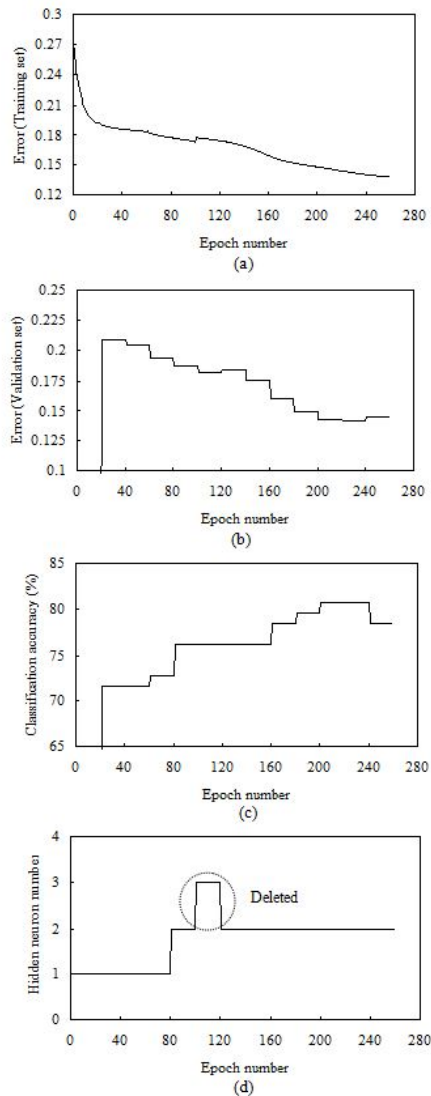 0.3
0.27
0.24
0.21
0.18
0.15
0.12
Error (Training set)
0 40 80 120 160 200 240 280
Epoch number
(a)
0.25
0.225
0.2
0.175
0.15
0.125
0.1
Error (Validation set)
0 40 80 120 160 200 240 280
Epoch number
(b)
85
80
75
70
65
Classification accuracy (%)
0 40 80 120 160 200 240 280
Epoch number
(c)
4
3
2
1
0
Hidden neuron number
Deleted
0 40 80 120 160 200 240 280
Epoch number
(d)